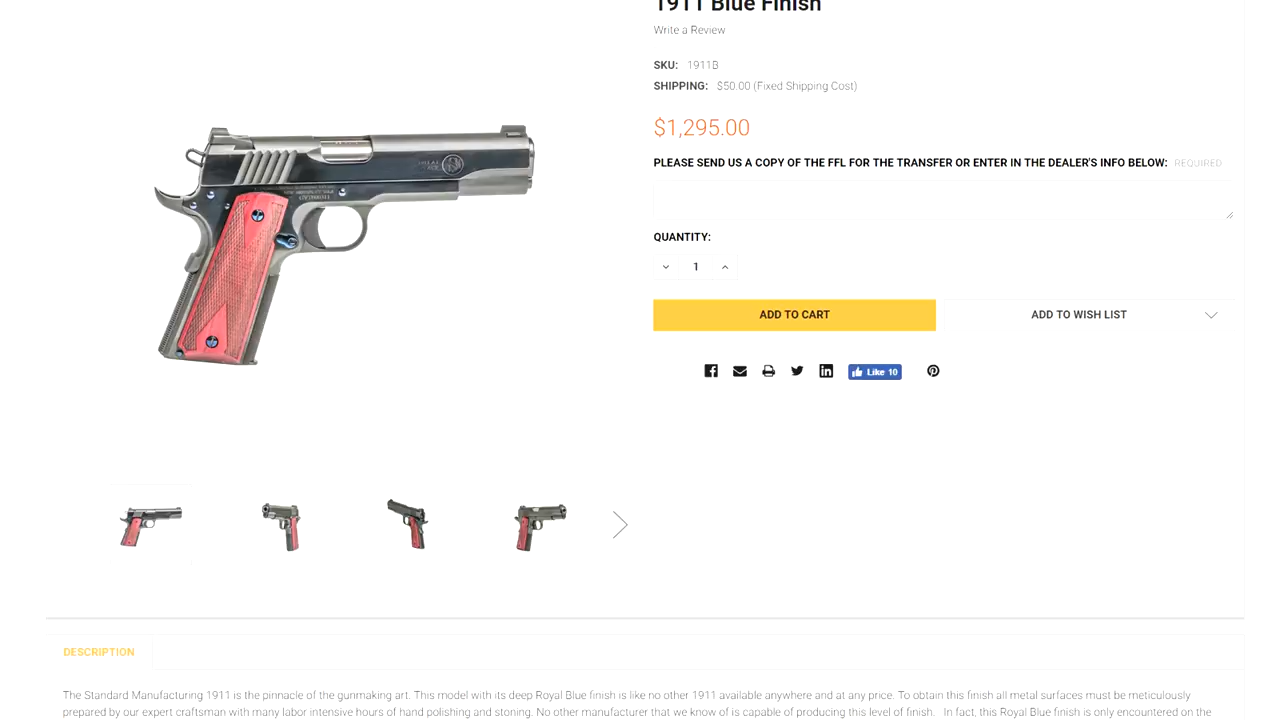 1911 Blue Finish
Write a Review
SKU: 1911B
SHIPPING: $50.00 (Fixed Shipping Cost)
$1,295.00
PLEASE SEND US A COPY OF THE FFL FOR THE TRANSFER OR ENTER IN THE DEALER'S INFO BELOW: REQUIRED
QUANTITY:
1
ADD TO CART
ADD TO WISH LIST
Like 10
DESCRIPTION
The Standard Manufacturing 1911 is the pinnacle of the gunmaking art. This model with its deep Royal Blue finish is like no other 1911 available anywhere and at any price. To obtain this finish all metal surfaces must be meticulously
prepared by our expert craftsman with many labor intensive hours of hand polishing and stoning. No other manufacturer that we know of is capable of producing this level of finish. In fact, this Royal Blue finish is only encountered on the